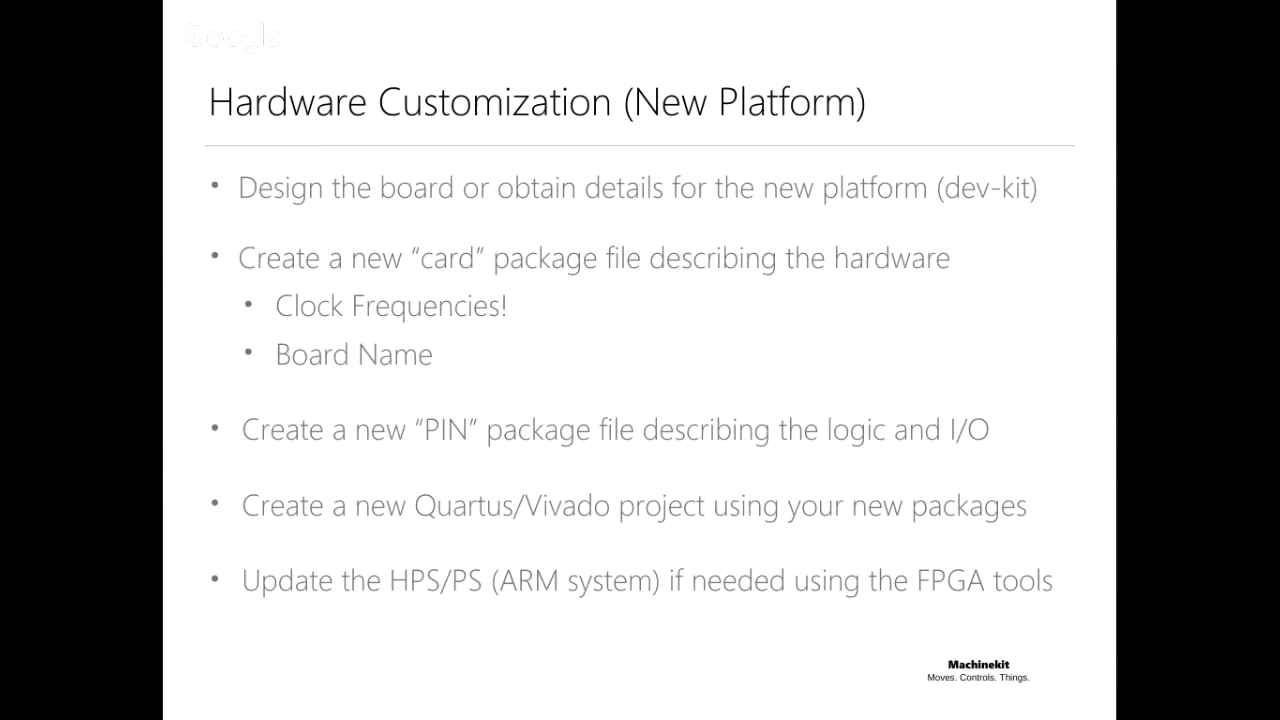 Google
Hardware Customization (New Platform)
• Design the board or obtain details for the new platform (dev-kit)
• Create a new “card” package file describing the hardware
• Clock Frequencies!
• Board Name
• Create a new “PIN” package file describing the logic and I/O
• Create a new Quartus/Vivado project using your new packages
• Update the HPS/PS (ARM system) if needed using the FPGA tools
Machinekit
Moves. Controls. Things.